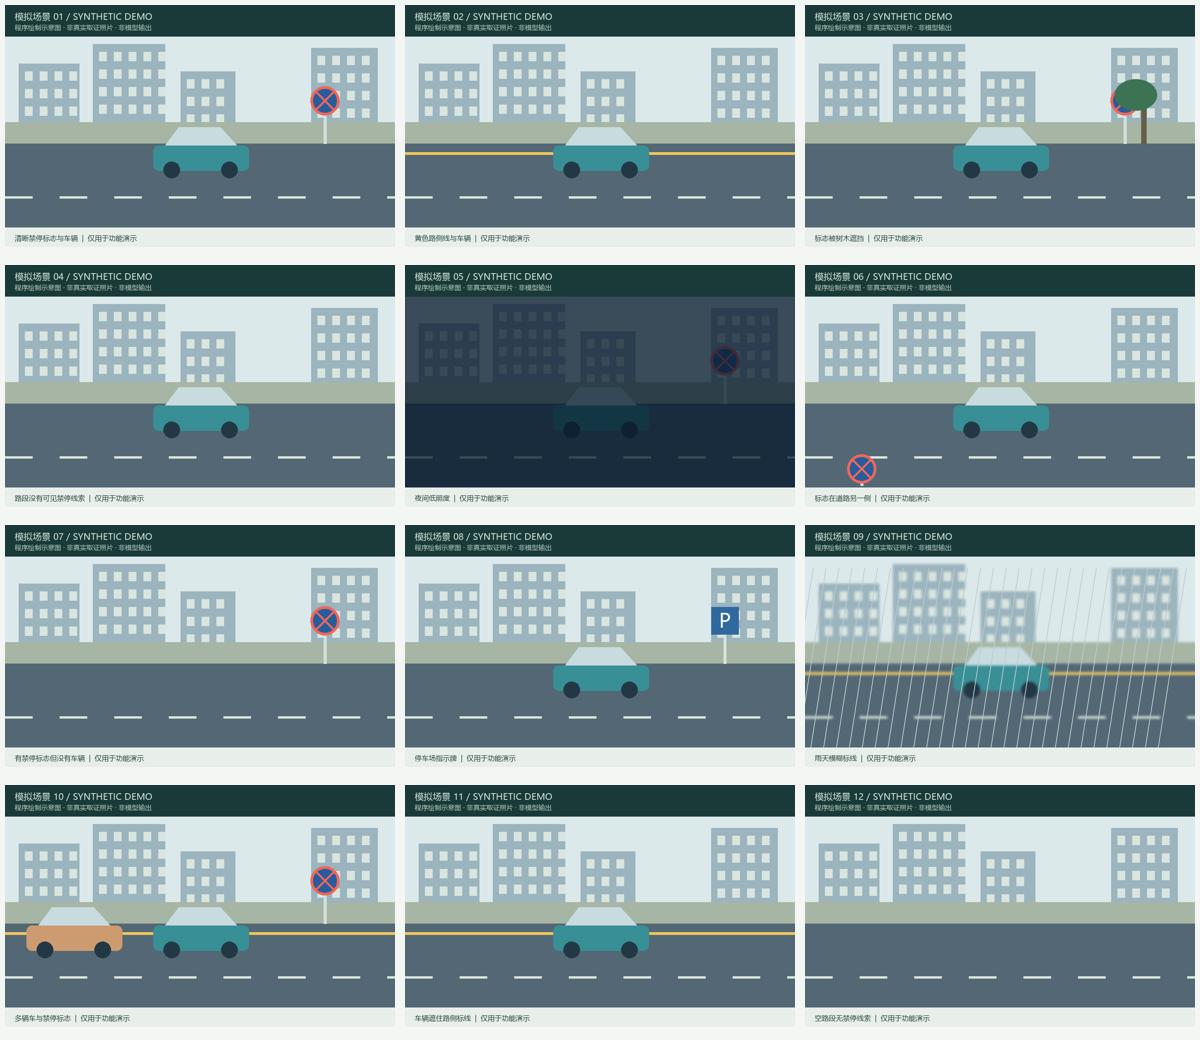 模拟场景 01 / SYNTHETIC DEMO
程序绘制示意图 · 非真实取证照片 · 非模型输出
清晰禁停标志与车辆 | 仅用于功能演示
模拟场景 02 / SYNTHETIC DEMO
程序绘制示意图 · 非真实取证照片 · 非模型输出
黄色路侧线与车辆 | 仅用于功能演示
模拟场景 03 / SYNTHETIC DEMO
程序绘制示意图 · 非真实取证照片 · 非模型输出
标志被树木遮挡 | 仅用于功能演示
模拟场景 04 / SYNTHETIC DEMO
程序绘制示意图 · 非真实取证照片 · 非模型输出
路段没有可见禁停线索 | 仅用于功能演示
模拟场景 05 / SYNTHETIC DEMO
程序绘制示意图 · 非真实取证照片 · 非模型输出
夜间低照度 | 仅用于功能演示
模拟场景 06 / SYNTHETIC DEMO
程序绘制示意图 · 非真实取证照片 · 非模型输出
标志在道路另一侧 | 仅用于功能演示
模拟场景 07 / SYNTHETIC DEMO
程序绘制示意图 · 非真实取证照片 · 非模型输出
有禁停标志但没有车辆 | 仅用于功能演示
模拟场景 08 / SYNTHETIC DEMO
程序绘制示意图 · 非真实取证照片 · 非模型输出
P
停车场指示牌 | 仅用于功能演示
模拟场景 09 / SYNTHETIC DEMO
程序绘制示意图 · 非真实取证照片 · 非模型输出
雨天模糊标线 | 仅用于功能演示
模拟场景 10 / SYNTHETIC DEMO
程序绘制示意图 · 非真实取证照片 · 非模型输出
多辆车与禁停标志 | 仅用于功能演示
模拟场景 11 / SYNTHETIC DEMO
程序绘制示意图 · 非真实取证照片 · 非模型输出
车辆遮住路侧标线 | 仅用于功能演示
模拟场景 12 / SYNTHETIC DEMO
程序绘制示意图 · 非真实取证照片 · 非模型输出
空路段无禁停线索 | 仅用于功能演示